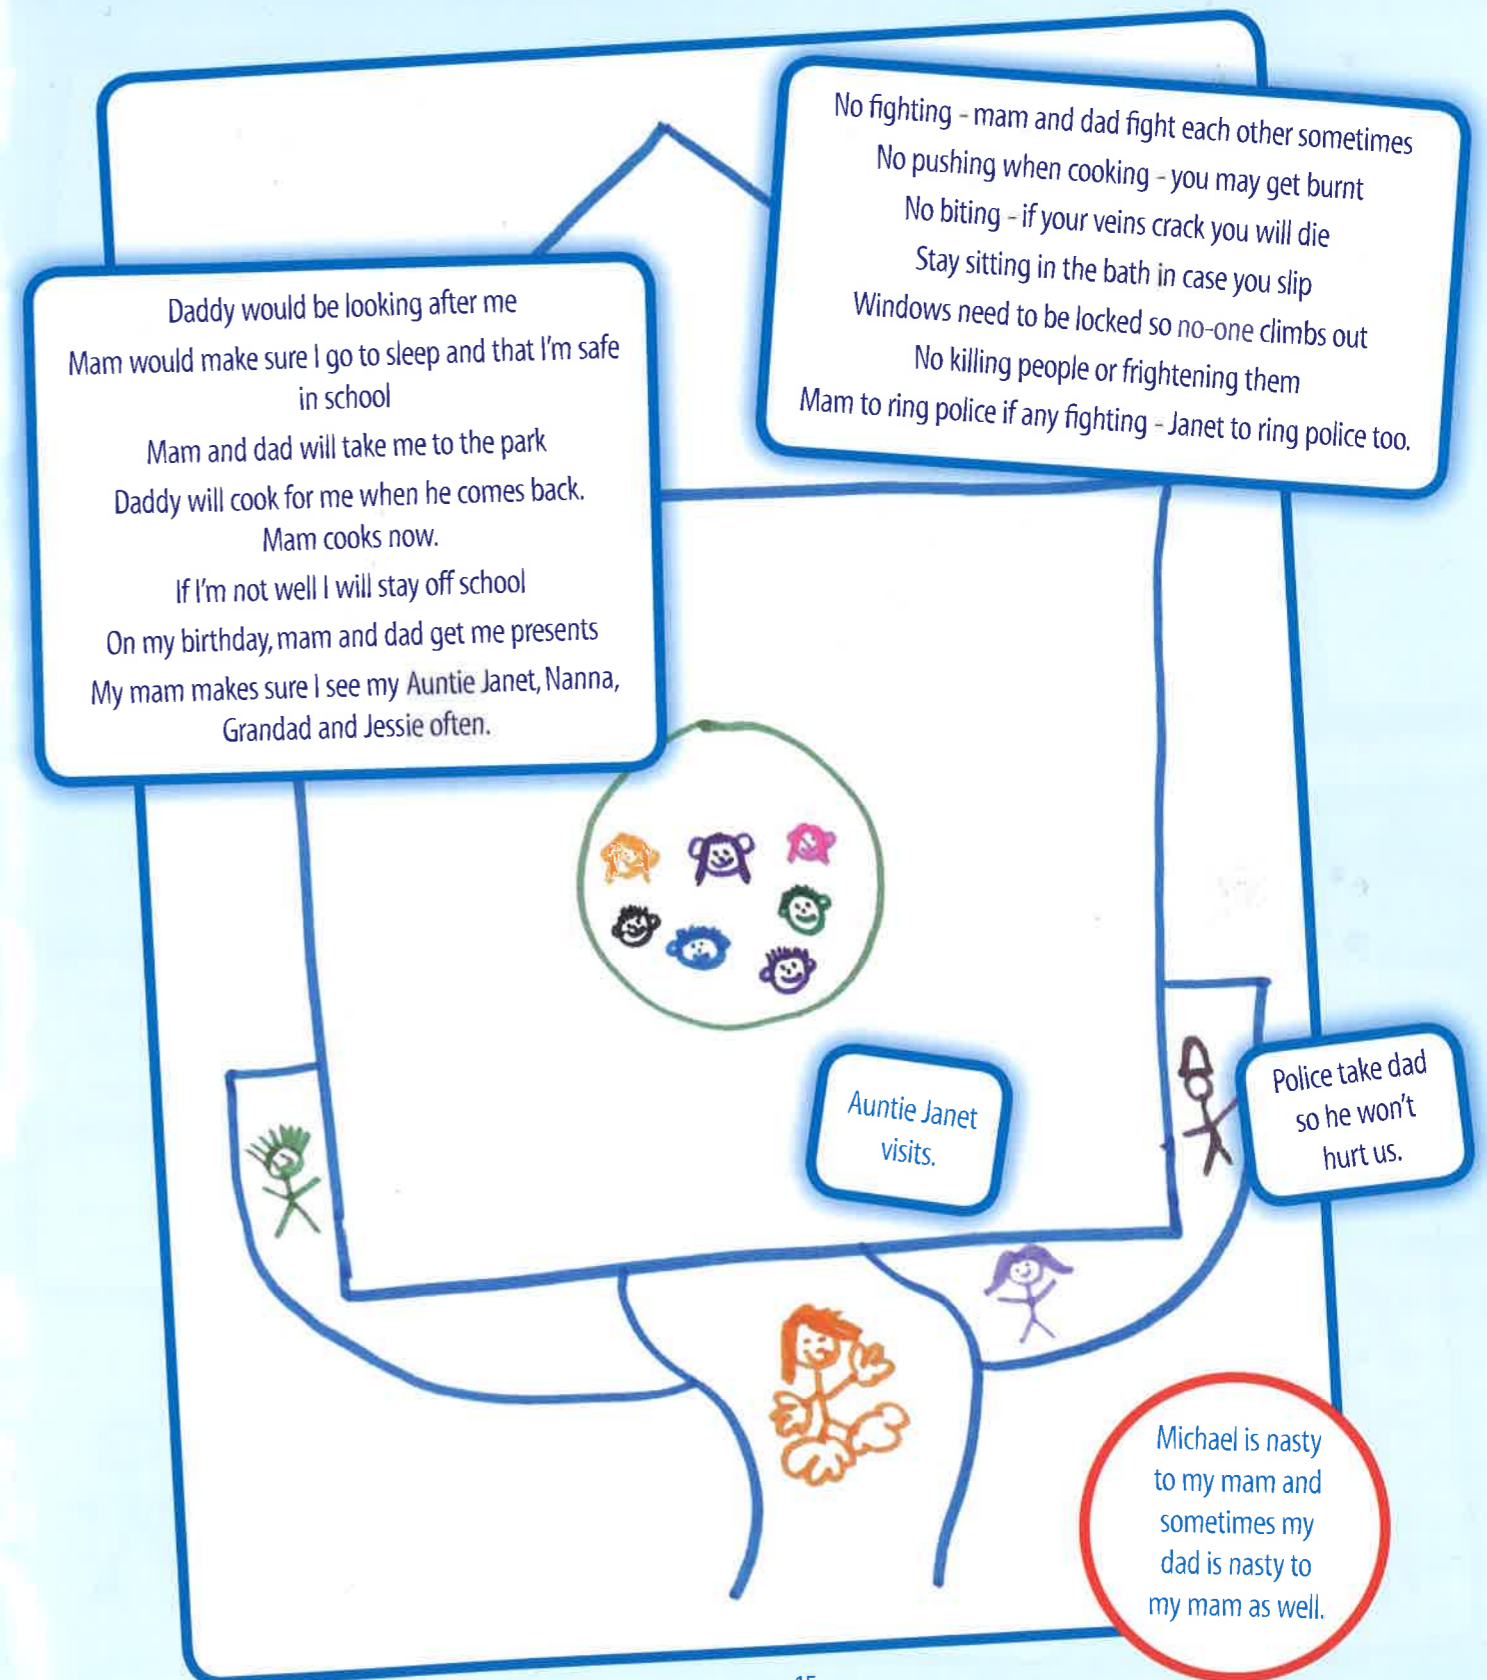 No fighting - mam and dad fight each other sometimes
No pushing when cooking - you may get burnt
No biting - if your veins crack you will die
Stay sitting in the bath in case you slip
Windows need to be locked so no-one climbs out
No killing people or frightening them
Mam to ring police if any fighting - Janet to ring police too.
Daddy would be looking after me
Mam would make sure I go to sleep and that I'm safe
in school
Mam and dad will take me to the park
Daddy will cook for me when he comes back.
Mam cooks now.
If I'm not well I will stay off school
On my birthday, mam and dad get me presents
My mam makes sure I see my Auntie Janet, Nanna,
Grandad and Jessie often.
Auntie Janet
visits.
Police take dad
so he won't
hurt us.
Michael is nasty
to my mam and
sometimes my
dad is nasty to
my mam as well.
15